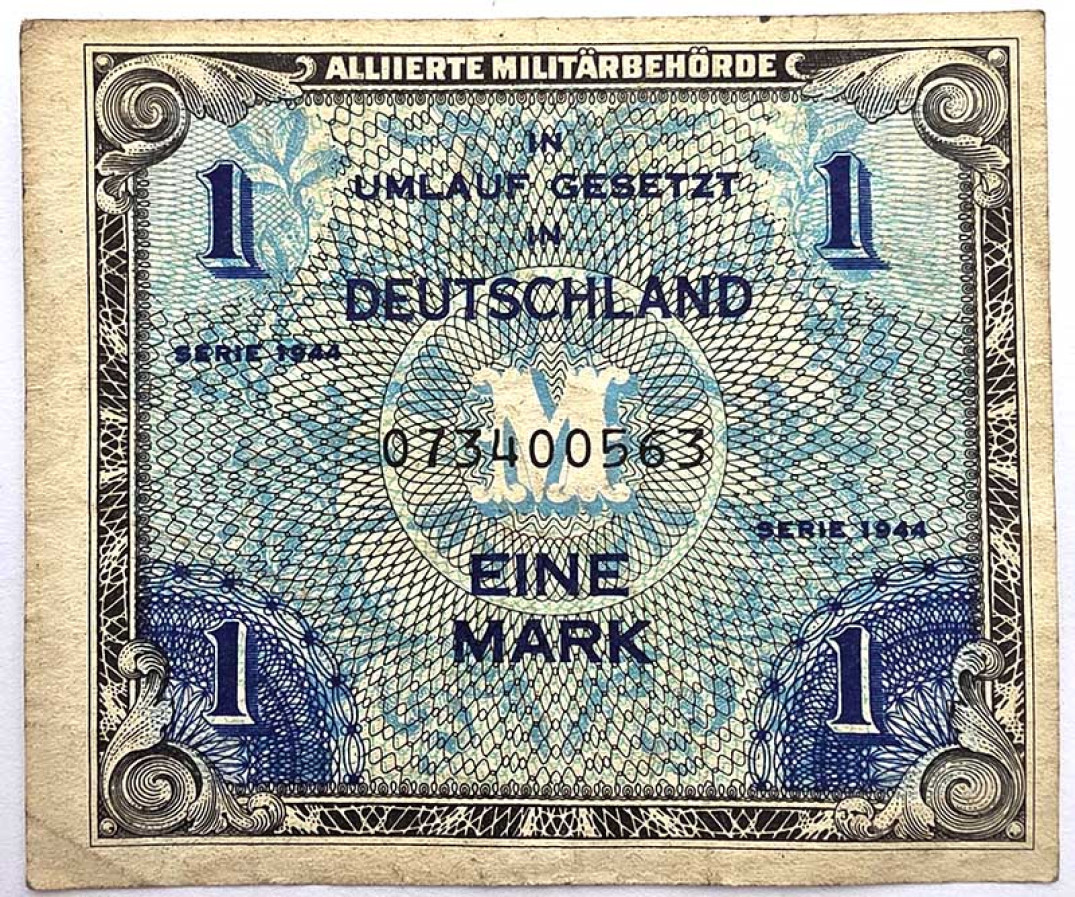 ALLIIERTE MILITÄRBEHÖRDE
IN
1 UMLAUF GESETZT 1
IN
DEUTSCHLAND
SERIE 1944
M
073400563
SERIE 1944
EINE
1 MARK 1